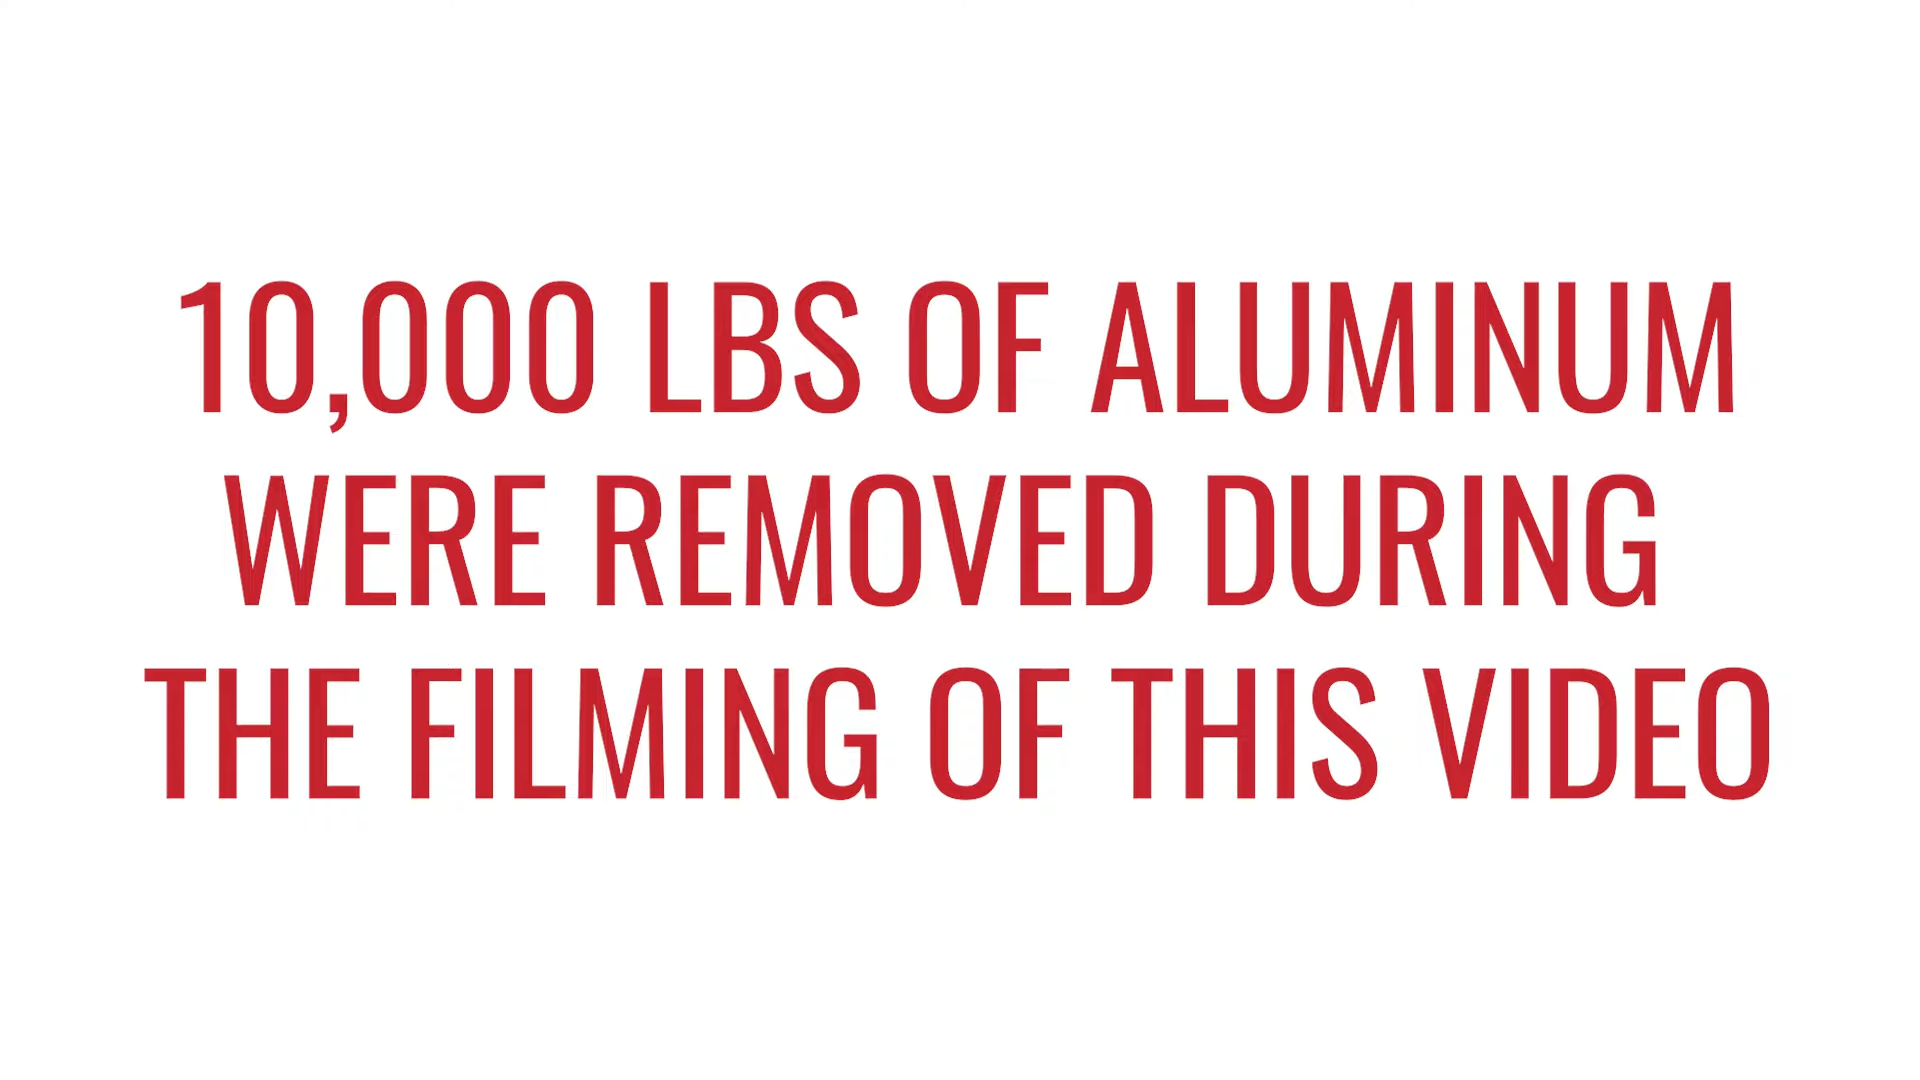 10,000 LBS OF ALUMINUM
WERE REMOVED DURING
THE FILMING OF THIS VIDEO